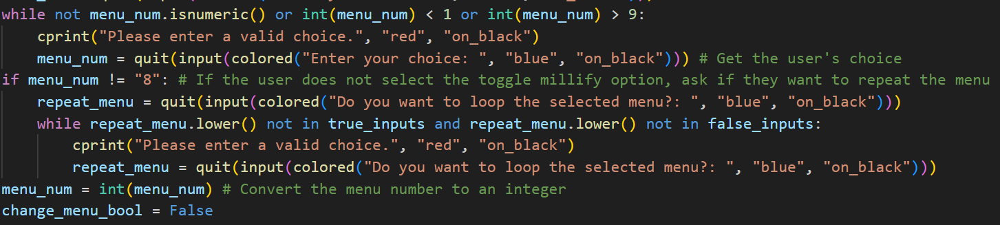 while not menu_num.isnumeric() or int(menu_num) < 1 or int(menu_num) > 9:
    cprint("Please enter a valid choice.", "red", "on_black")
    menu_num = quit(input(colored("Enter your choice: ", "blue", "on_black"))) # Get the user's choice
if menu_num != "8": # If the user does not select the toggle millify option, ask if they want to repeat the menu
    repeat_menu = quit(input(colored("Do you want to loop the selected menu?: ", "blue", "on_black")))
    while repeat_menu.lower() not in true_inputs and repeat_menu.lower() not in false_inputs:
        cprint("Please enter a valid choice.", "red", "on_black")
        repeat_menu = quit(input(colored("Do you want to loop the selected menu?: ", "blue", "on_black")))
menu_num = int(menu_num) # Convert the menu number to an integer
change_menu_bool = False